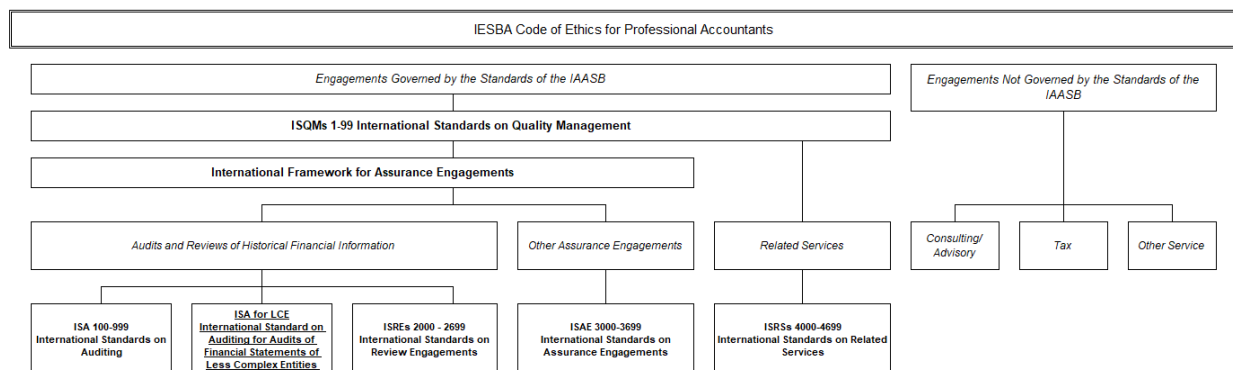 IESBA Code of Ethics for Professional Accountants
Engagements Governed by the Standards of the IAASB
Engagements Not Governed by the Standards of the
IAASB
ISQMs 1-99 International Standards on Quality Management
International Framework for Assurance Engagements
Audits and Reviews of Historical Financial Information
Other Assurance Engagements
Related Services
Consulting/
Advisory
Tax
Other Service
ISA 100-999
International Standards on
Auditing
ISA for LCE
International Standard on
Auditing for Audits of
Financial Statements of
Less Complex Entities
ISREs 2000 - 2699
International Standards on
Review Engagements
ISAE 3000-3699
International Standards on
Assurance Engagements
ISRSs 4000-4699
International Standards on Related
Services